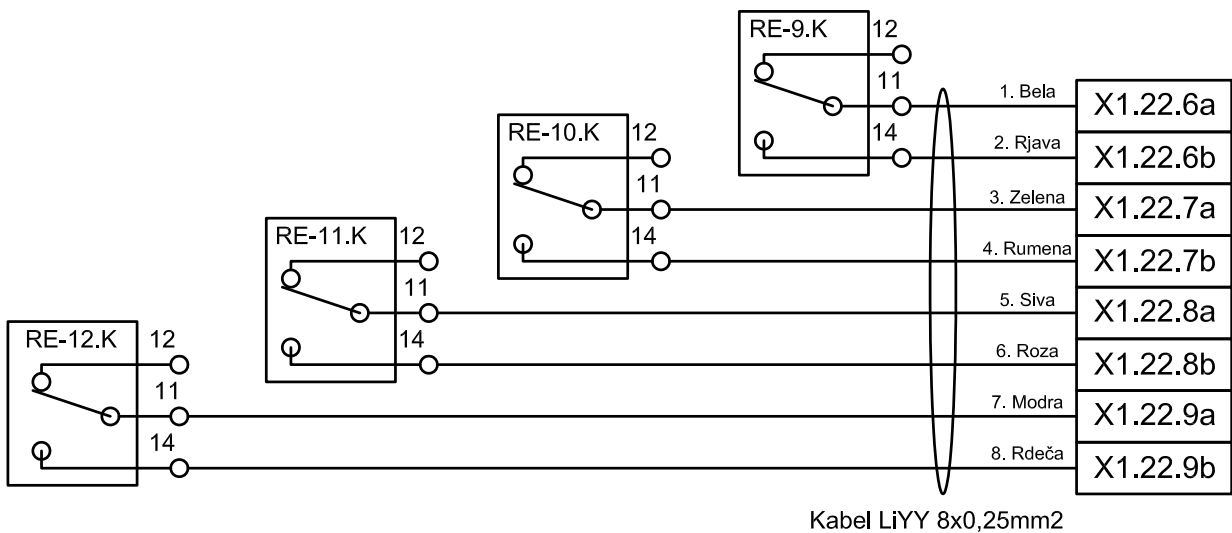 RE-9.K
12
11
14
1. Bela
X1.22.6a
2. Rjava
X1.22.6b
RE-10.K
12
11
14
3. Zelena
X1.22.7a
4. Rumena
X1.22.7b
RE-11.K
12
11
14
5. Siva
X1.22.8a
6. Roza
X1.22.8b
RE-12.K
12
11
14
7. Modra
X1.22.9a
8. Rdeča
X1.22.9b
Kabel LiYY 8x0,25mm2